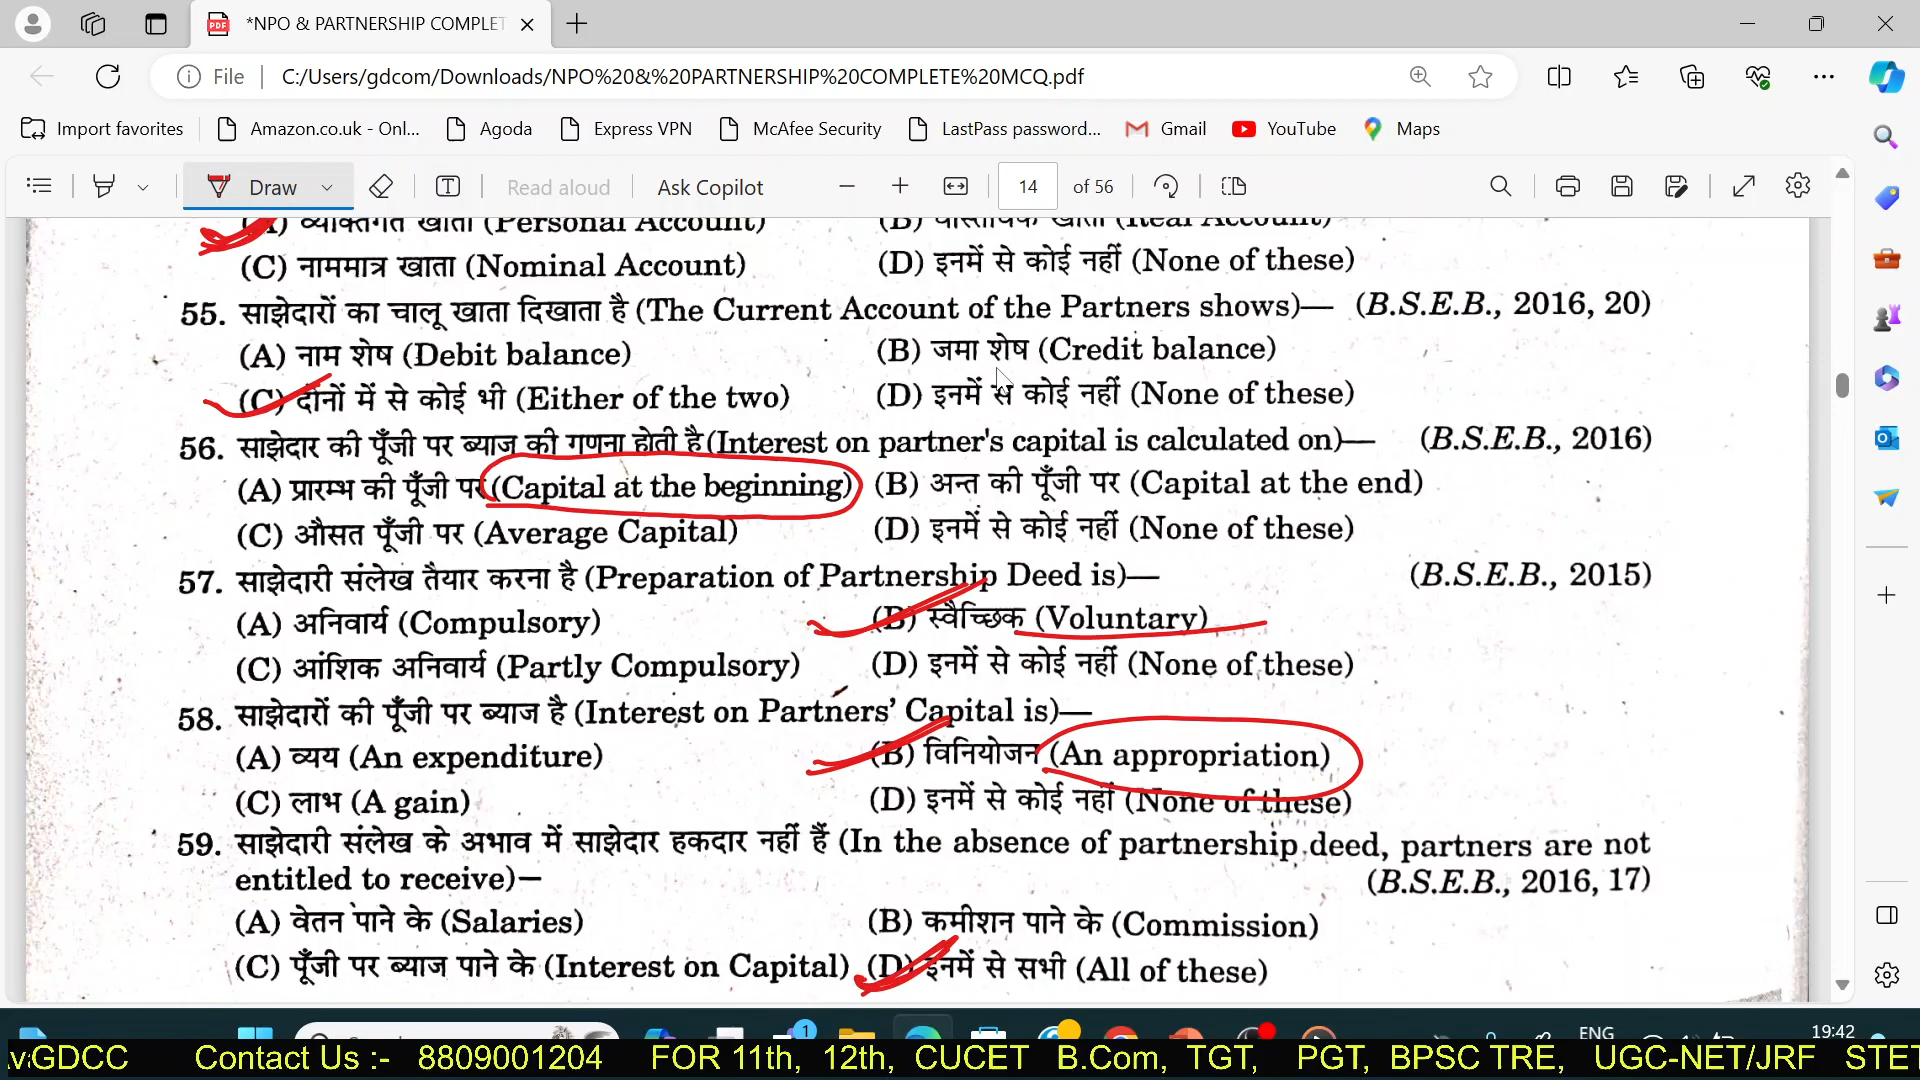 *NPO & PARTNERSHIP COMPLET
File
C:/Users/gdcom/Downloads/NPO%20&%20PARTNERSHIP%20COMPLETE%20MCQ.pdf
Import favorites Amazon.co.uk - Onl... Agoda Express VPN McAfee Security LastPass password... Gmail YouTube Maps
Draw Read aloud Ask Copilot 14 of 56
व्यक्तिगत खाता (Personal Account) (B) वास्तविक खाता (Real Account)
(C) नाममात्र खाता (Nominal Account) (D) इनमें से कोई नहीं (None of these)
55. साझेदारों का चालू खाता दिखाता है (The Current Account of the Partners shows)— (B.S.E.B., 2016, 20)
(A) नाम शेष (Debit balance) (B) जमा शेष (Credit balance)
(C) दोनों में से कोई भी (Either of the two) (D) इनमें से कोई नहीं (None of these)
56. साझेदार की पूँजी पर ब्याज की गणना होती है (Interest on partner's capital is calculated on)— (B.S.E.B., 2016)
(A) प्रारम्भ की पूँजी पर (Capital at the beginning) (B) अन्त की पूँजी पर (Capital at the end)
(C) औसत पूँजी पर (Average Capital) (D) इनमें से कोई नहीं (None of these)
57. साझेदारी संलेख तैयार करना है (Preparation of Partnership Deed is)— (B.S.E.B., 2015)
(A) अनिवार्य (Compulsory) (B) स्वैच्छिक (Voluntary)
(C) आंशिक अनिवार्य (Partly Compulsory) (D) इनमें से कोई नहीं (None of these)
58. साझेदारों की पूँजी पर ब्याज है (Interest on Partners' Capital is)—
(A) व्यय (An expenditure) (B) विनियोजन (An appropriation)
(C) लाभ (A gain) (D) इनमें से कोई नहीं (None of these)
59. साझेदारी संलेख के अभाव में साझेदार हकदार नहीं हैं (In the absence of partnership deed, partners are not
entitled to receive)— (B.S.E.B., 2016, 17)
(A) वेतन पाने के (Salaries) (B) कमीशन पाने के (Commission)
(C) पूँजी पर ब्याज पाने के (Interest on Capital) (D) इनमें से सभी (All of these)
1 ENG 19:42
GDCC Contact Us :- 8809001204 FOR 11th, 12th, CUCET B.Com, TGT, PGT, BPSC TRE, UGC-NET/JRF STET